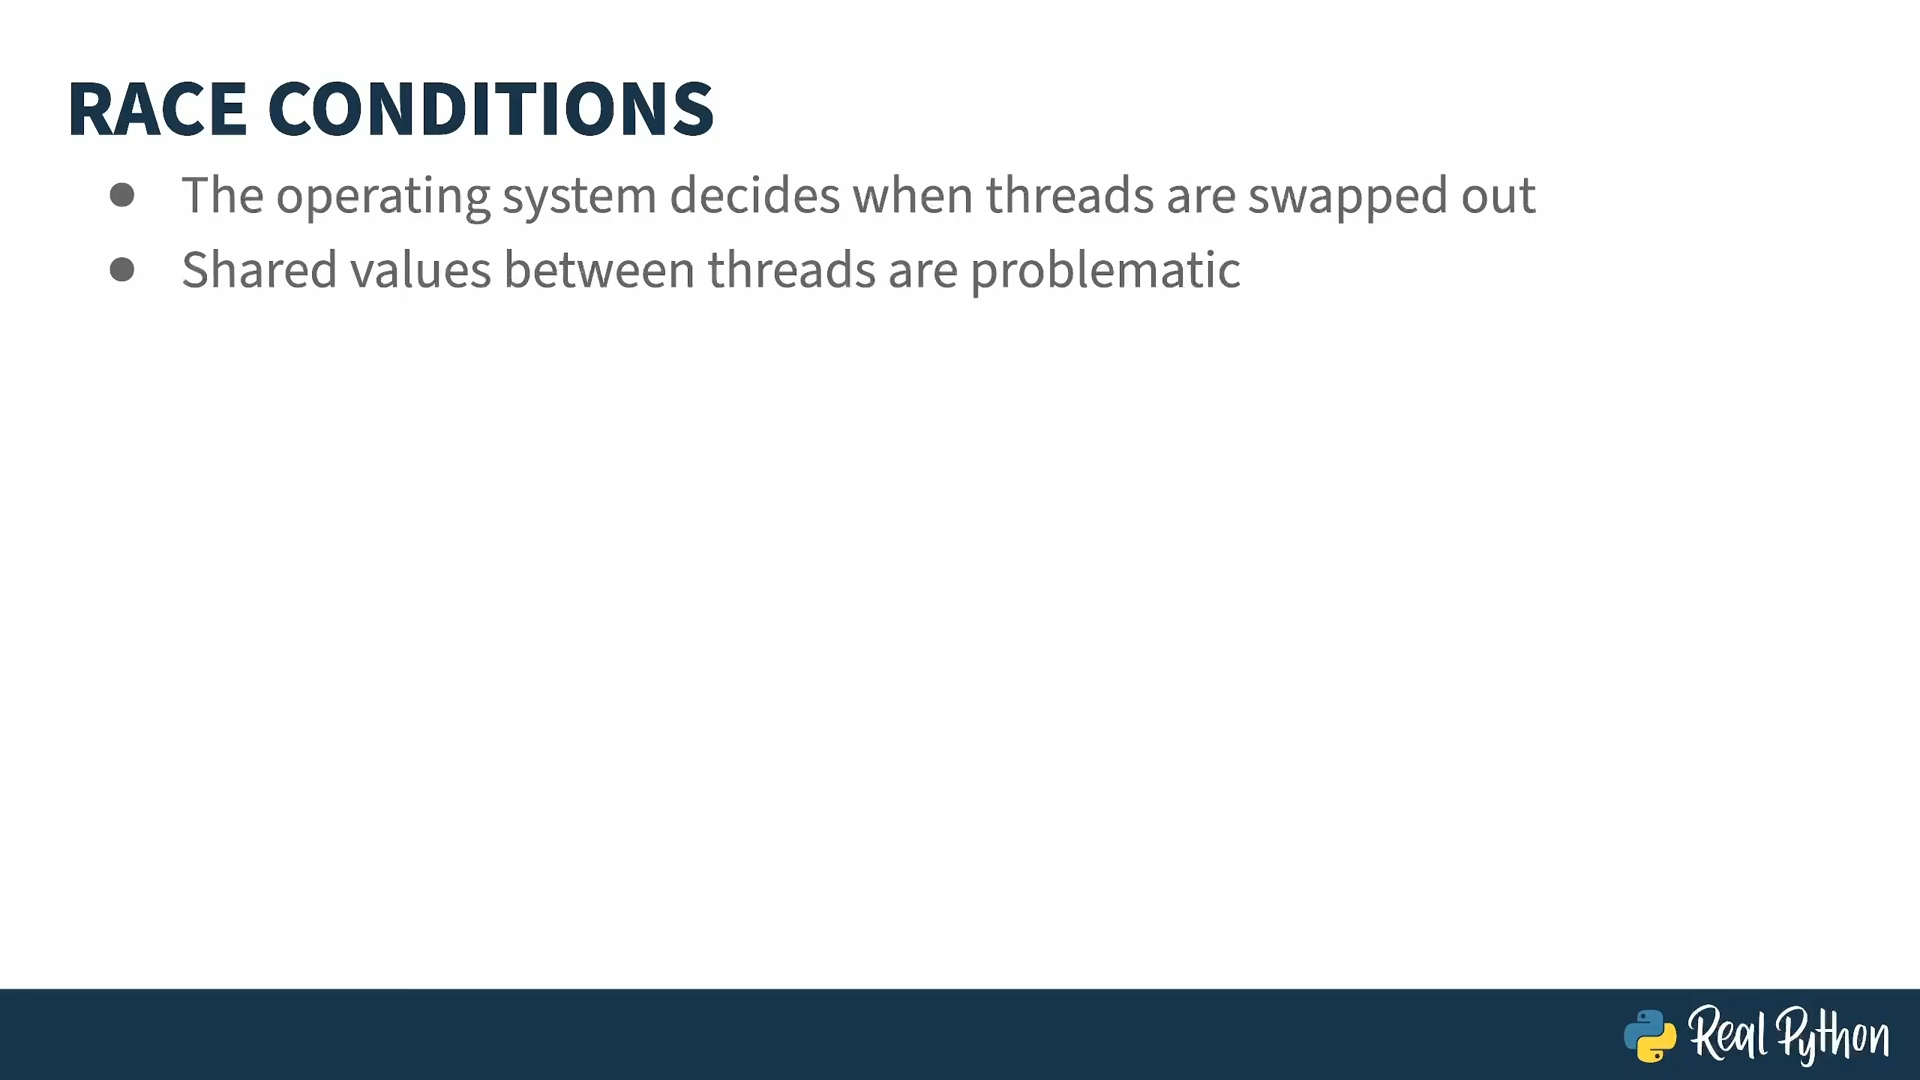 RACE CONDITIONS
● The operating system decides when threads are swapped out
● Shared values between threads are problematic
Real Python